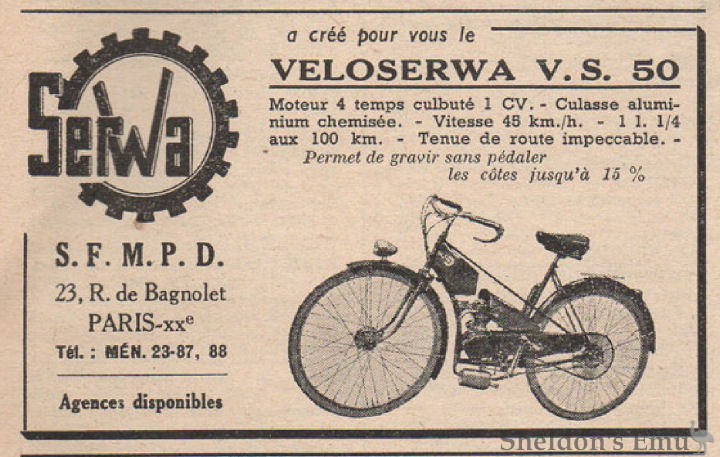 Serwa
S. F. M. P. D.
23, R. de Bagnolet
PARIS-XXe
Tél. : MÉN. 23-87, 88
Agences disponibles
a créé pour vous le
VELOSERWA V. S. 50
Moteur 4 temps culbuté 1 CV. - Culasse alumi-
nium chemisée. - Vitesse 45 km./h. - 1 l. 1/4
aux 100 km. - Tenue de route impeccable. -
Permet de gravir sans pédaler
les côtes jusqu'à 15 %
Sheldon's Emu